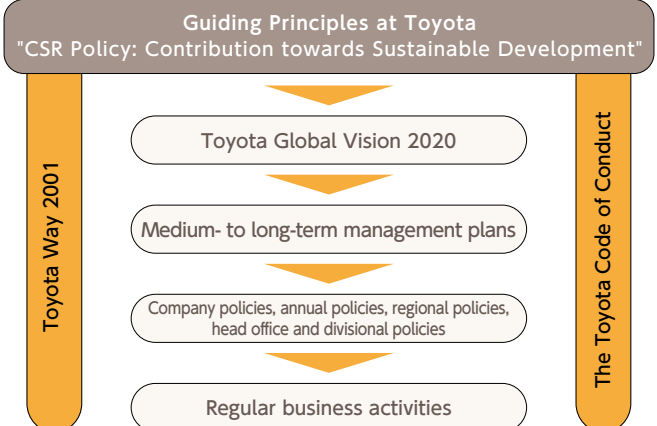 Guiding Principles at Toyota
"CSR Policy: Contribution towards Sustainable Development"
Toyota Way 2001
Toyota Global Vision 2020
Medium- to long-term management plans
Company policies, annual policies, regional policies,
head office and divisional policies
Regular business activities
The Toyota Code of Conduct